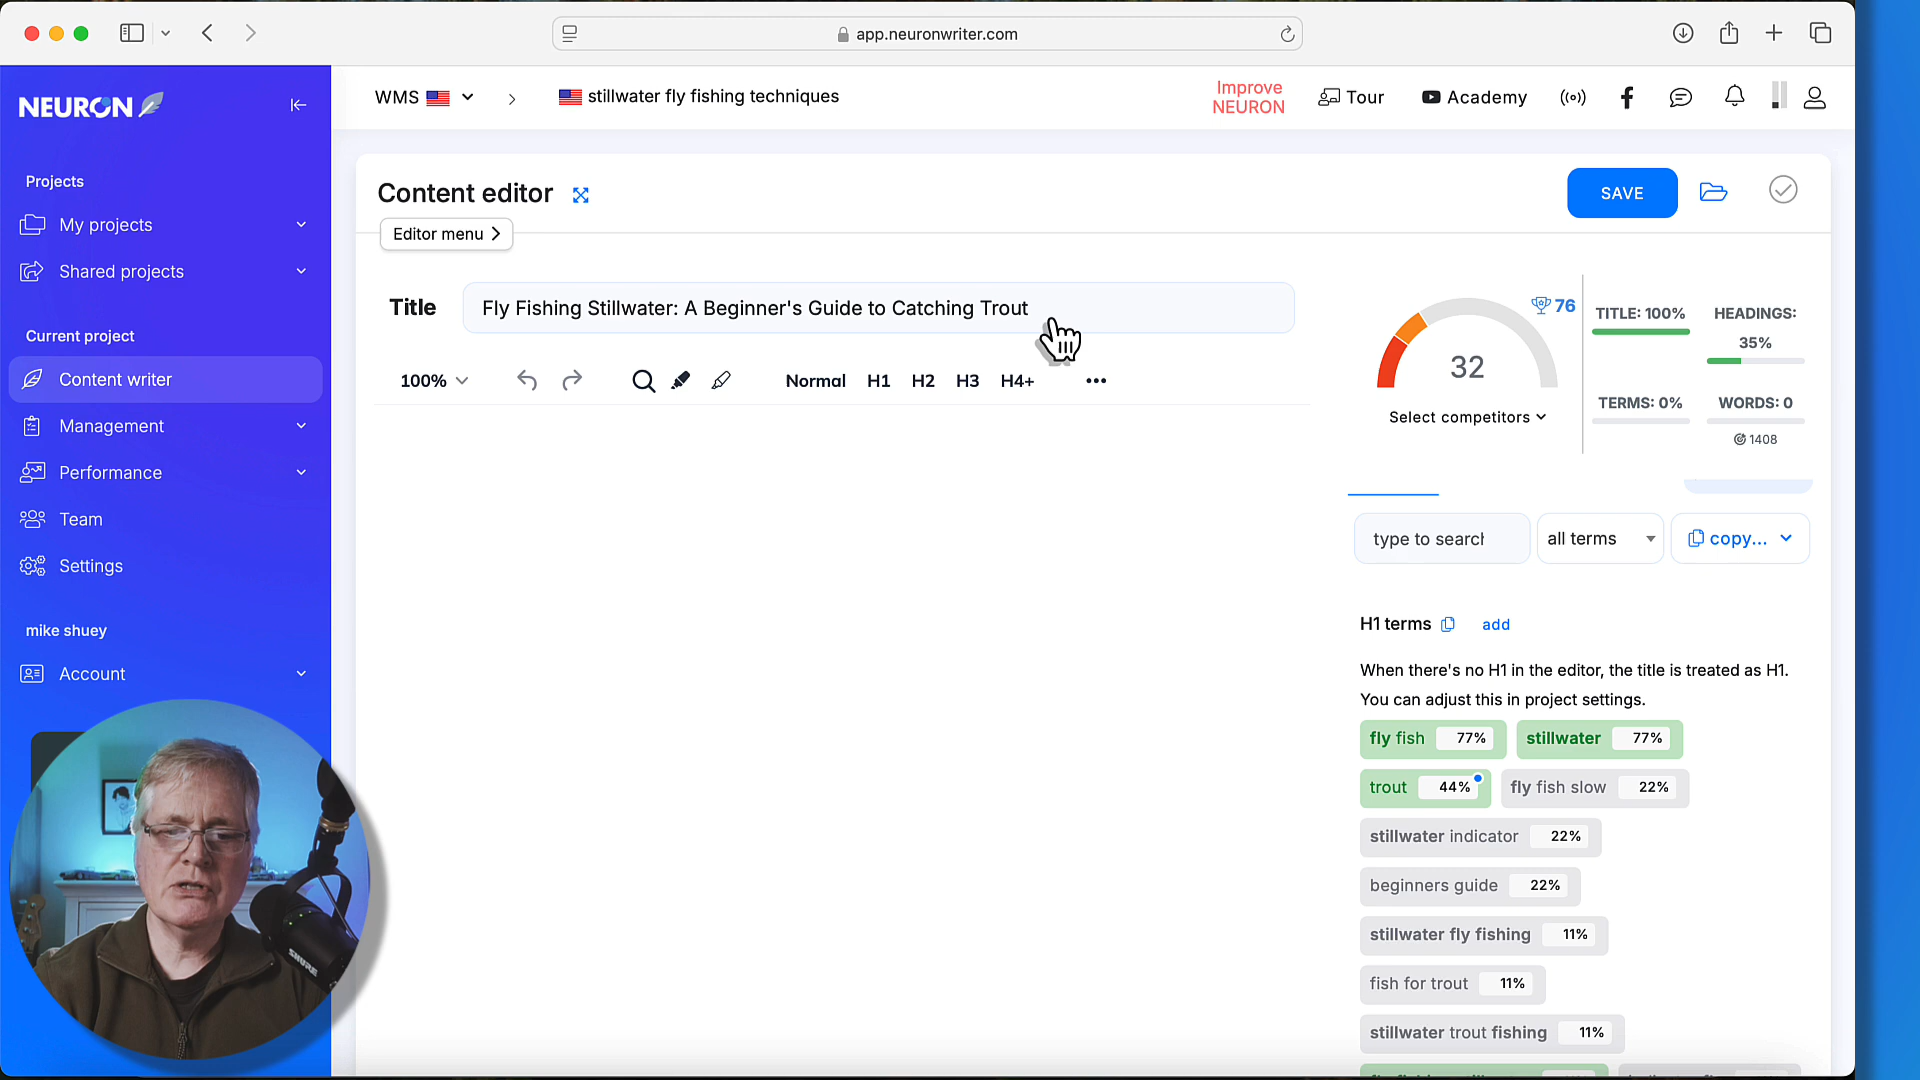 app.neuronwriter.com
NEURON
WMS
stillwater fly fishing techniques
Improve NEURON
Tour
Academy
Projects
My projects
Shared projects
Current project
Content writer
Management
Performance
Team
Settings
mike shuey
Account
Content editor
SAVE
Editor menu
Title
Fly Fishing Stillwater: A Beginner's Guide to Catching Trout
100%
Normal H1 H2 H3 H4+
76
32
Select competitors
TITLE: 100%
HEADINGS: 35%
TERMS: 0%
WORDS: 0
1408
type to search
all terms
copy...
H1 terms
add
When there's no H1 in the editor, the title is treated as H1.
You can adjust this in project settings.
fly fish 77%
stillwater 77%
trout 44%
fly fish slow 22%
stillwater indicator 22%
beginners guide 22%
stillwater fly fishing 11%
fish for trout 11%
stillwater trout fishing 11%
SHURE